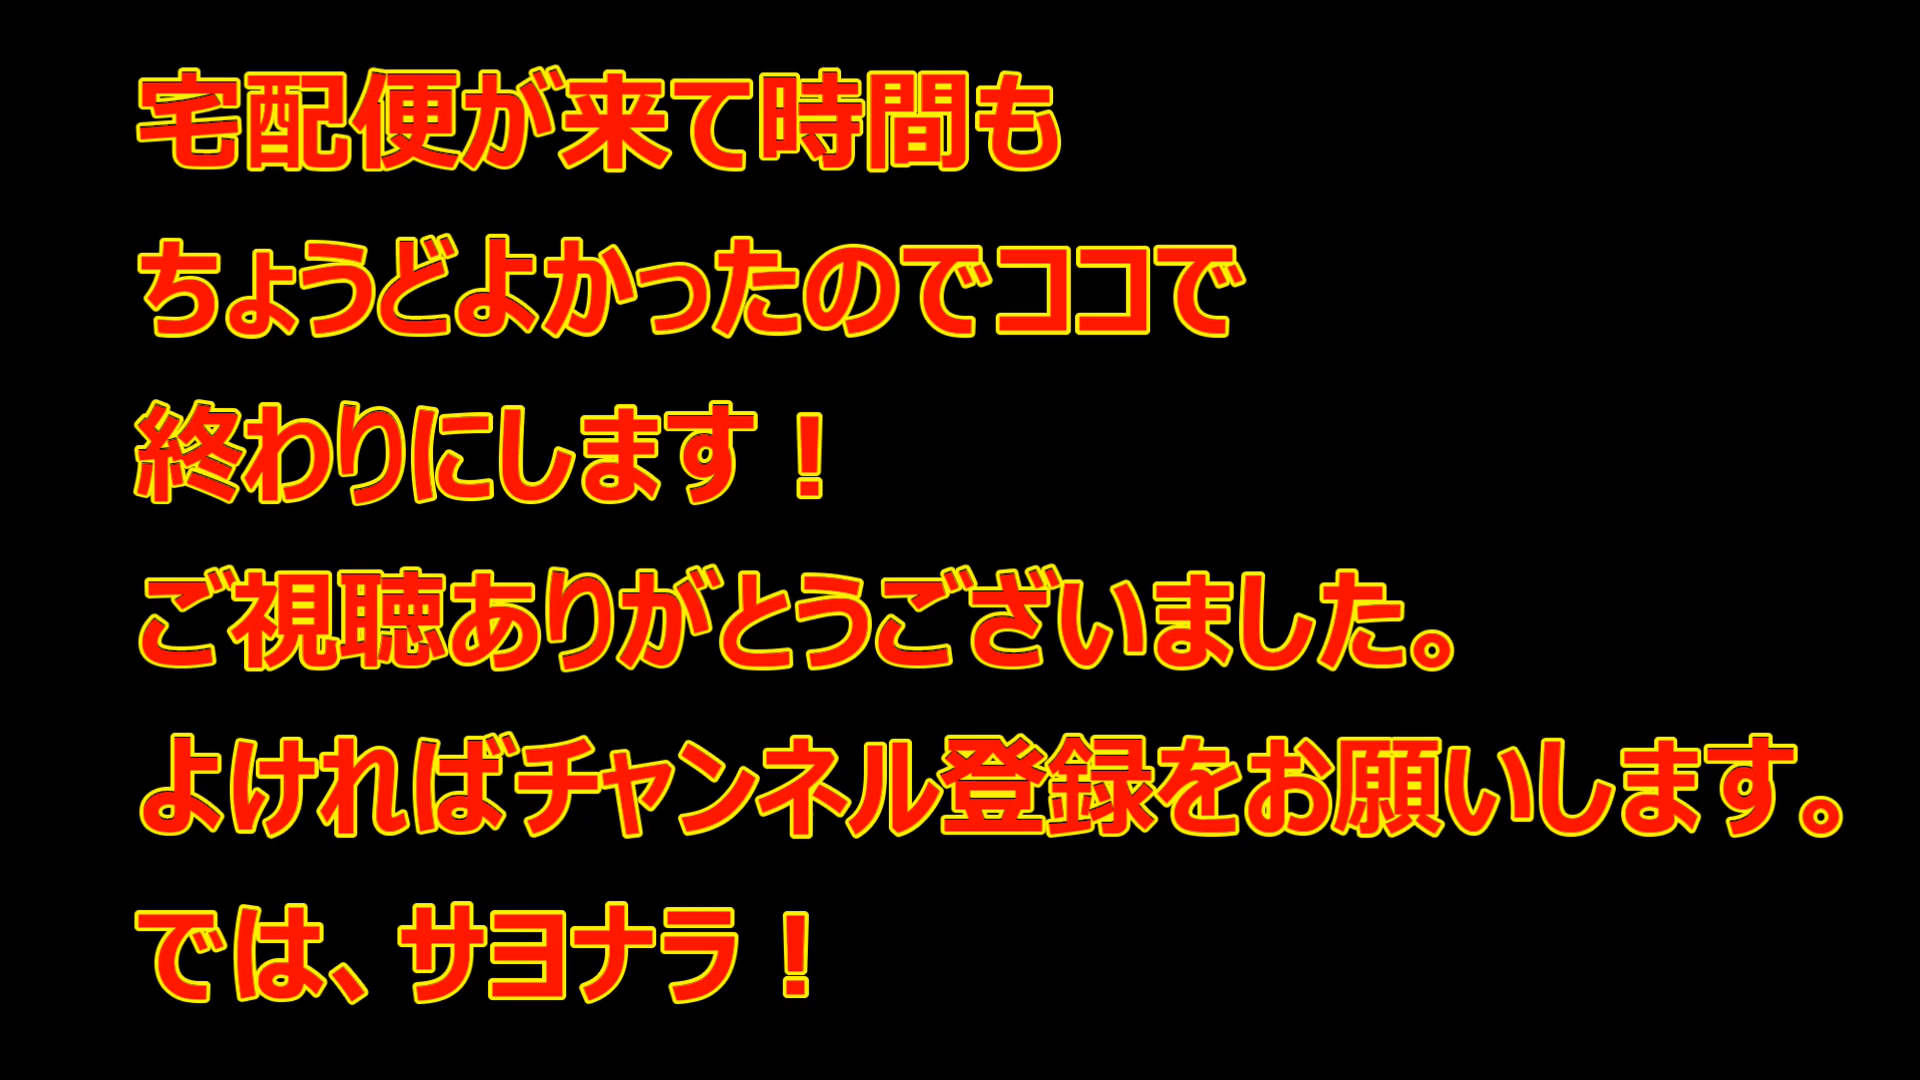 宅配便が来て時間も
ちょうどよかったのでココで
終わりにします！
ご視聴ありがとうございました。
よければチャンネル登録をお願いします。
では、サヨナラ！